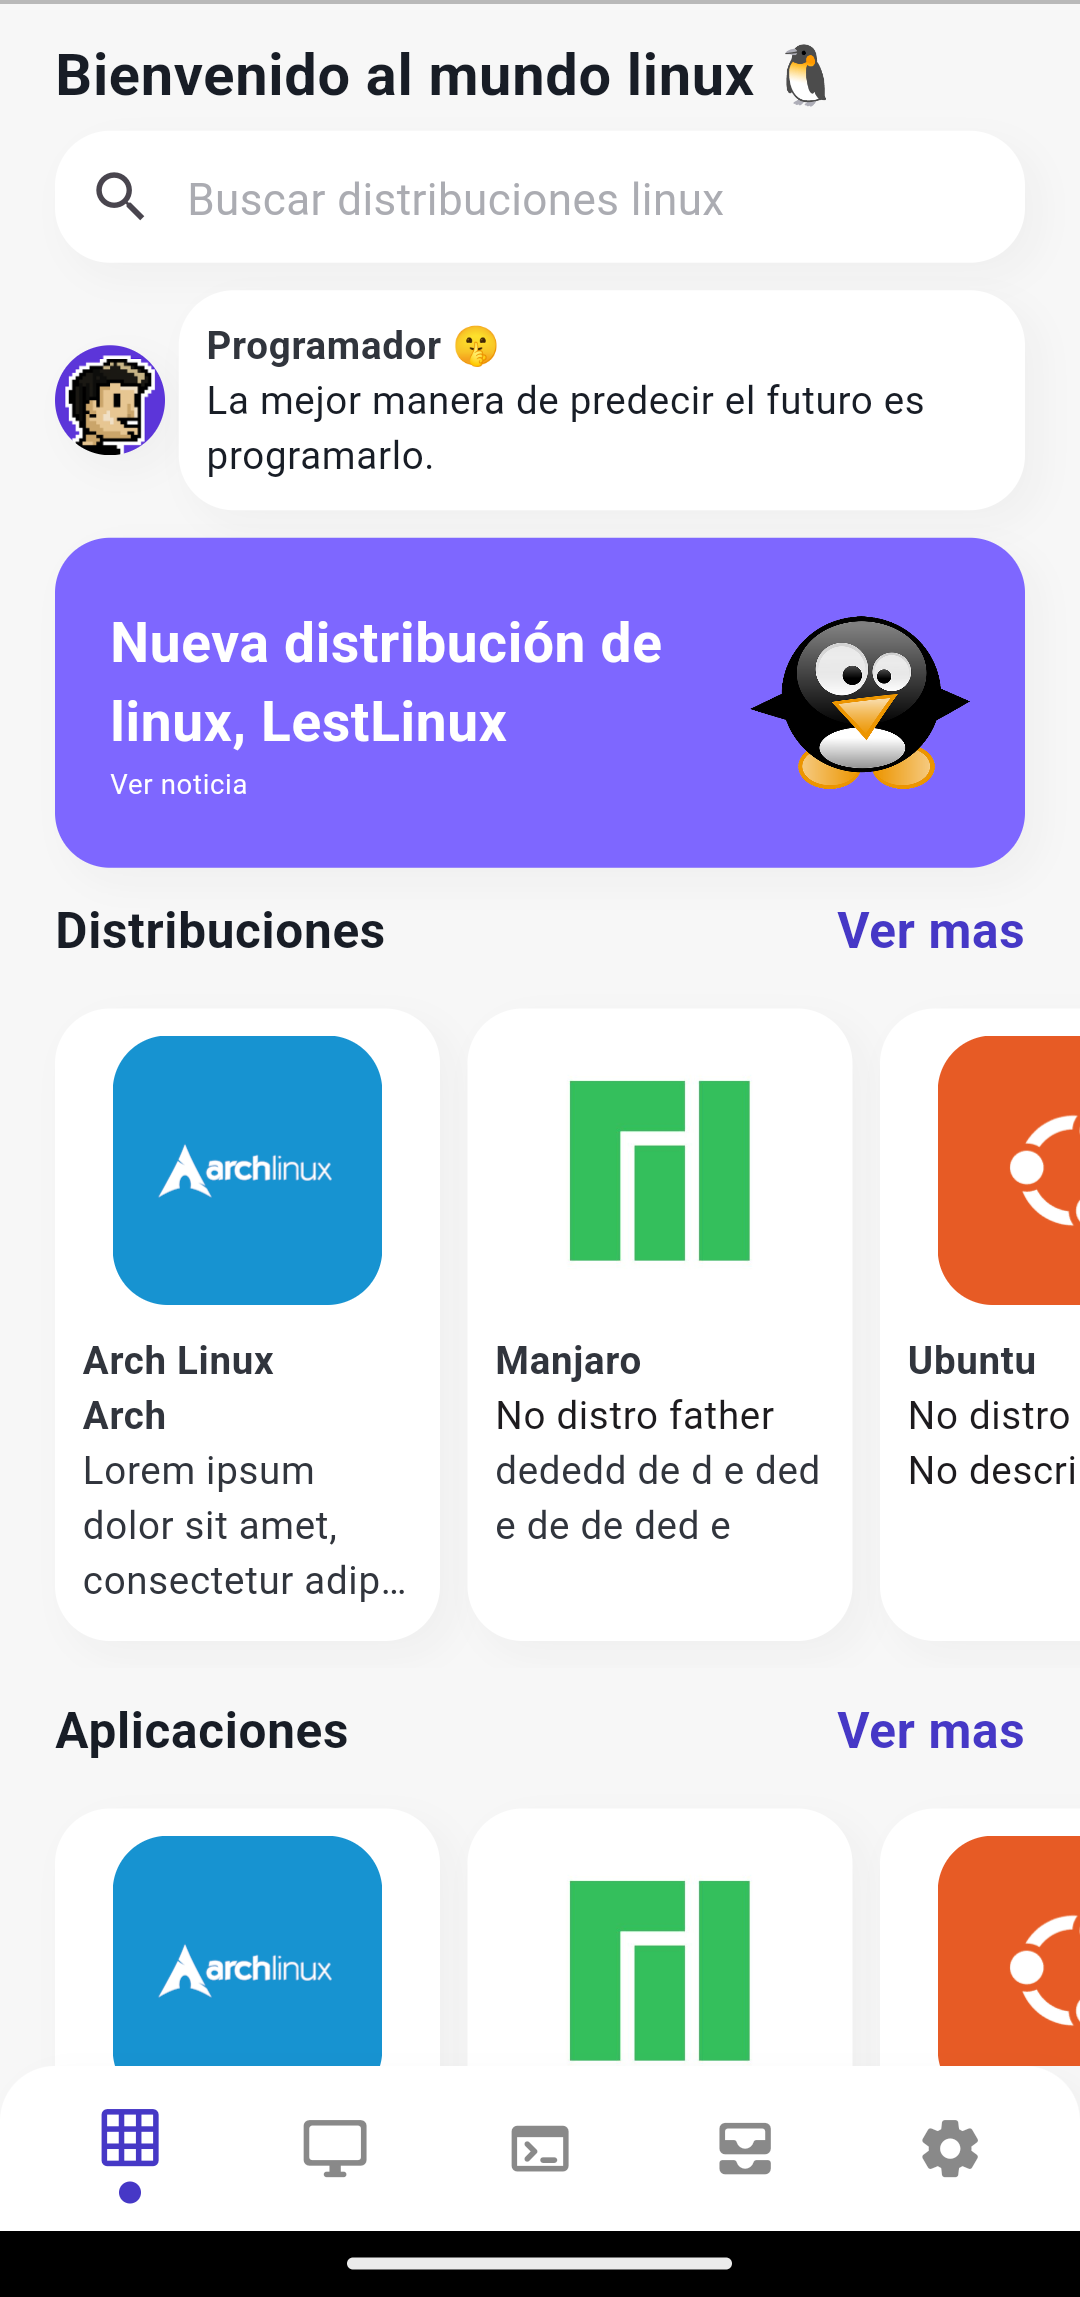 Bienvenido al mundo linux 🐧
Buscar distribuciones linux
Programador 🤫
La mejor manera de predecir el futuro es
programarlo.
Nueva distribución de
linux, LestLinux
Ver noticia
Distribuciones
Ver mas
archlinux
Arch Linux
Arch
Lorem ipsum
dolor sit amet,
consectetur adip...
Manjaro
No distro father
dededd de d e ded
e de de ded e
Ubuntu
No distro
No descri
Aplicaciones
Ver mas
archlinux